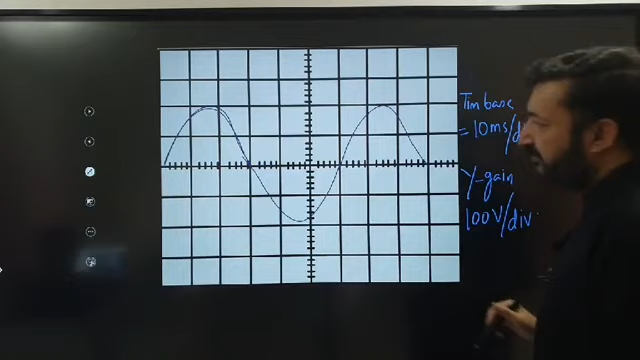 Tim base
= 10ms/d
Y-gain
100V/div